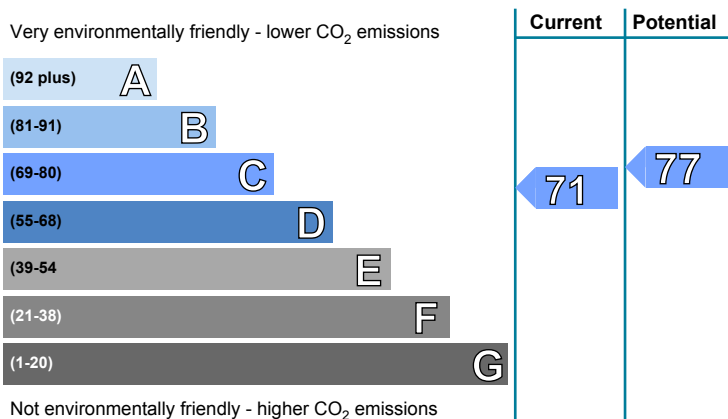 Current Potential
Very environmentally friendly - lower CO2 emissions
(92 plus) A
(81-91) B
(69-80) C
(55-68) D
(39-54 E
(21-38) F
(1-20) G
71
77
Not environmentally friendly - higher CO2 emissions